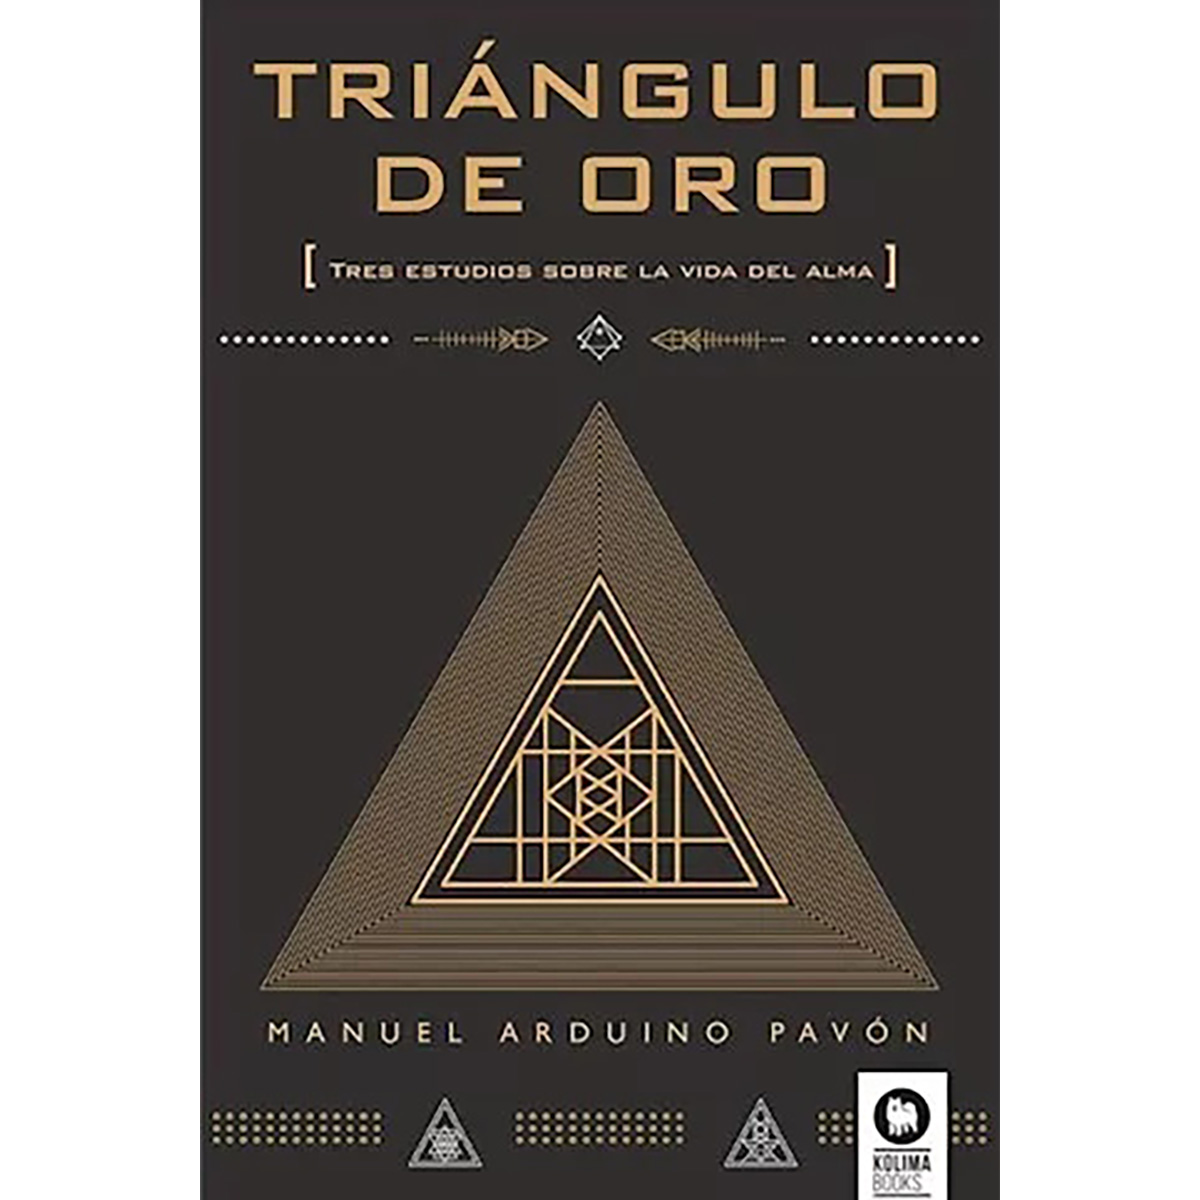 TRIÁNGULO
DE ORO
[ TRES ESTUDIOS SOBRE LA VIDA DEL ALMA ]
MANUEL ARDUINO PAVÓN
KOLIMA
BOOKS